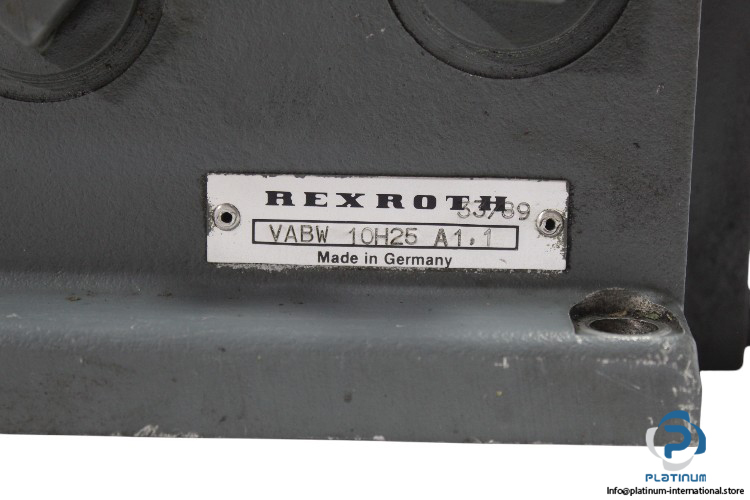 REXROTH
53/89
VABW 10H25 A1.1
Made in Germany
PLATINUM
Info@platinum-international.store